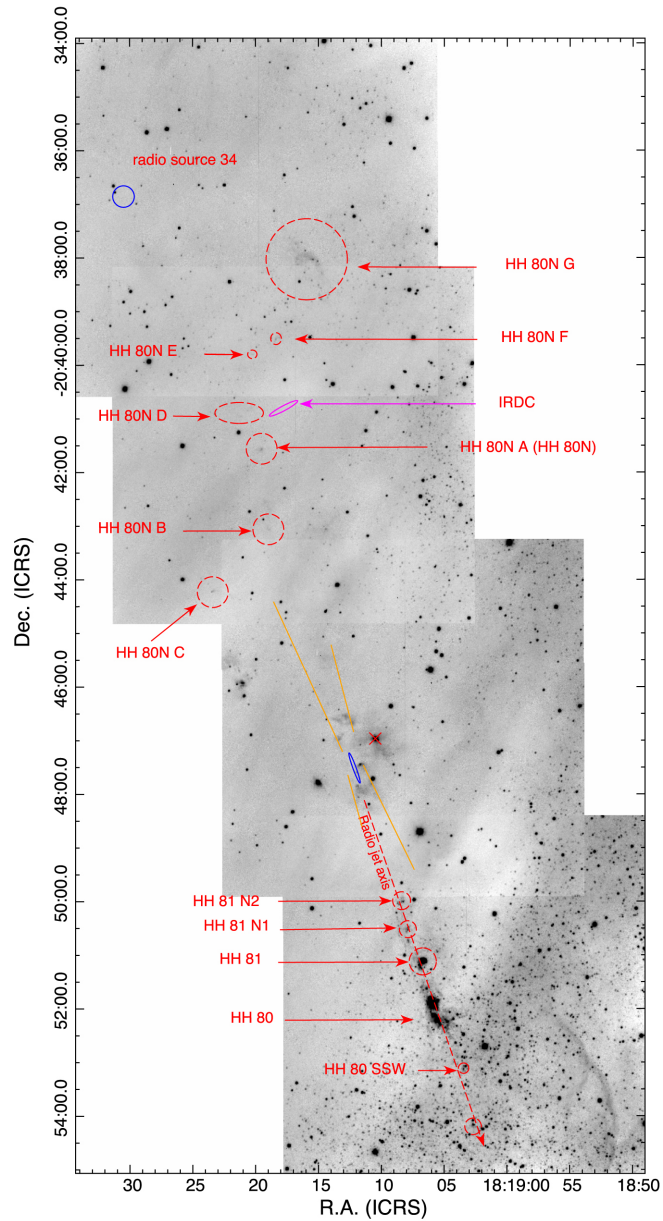 34:00.0
36:00.0
radio source 34
38:00.0
HH 80N G
HH 80N F
HH 80N E
-20:40:00.0
IRDC
HH 80N D
HH 80N A (HH 80N)
42:00.0
HH 80N B
44:00.0
Dec. (ICRS)
HH 80N C
46:00.0
48:00.0
Radio jet axis
50:00.0
HH 81 N2
HH 81 N1
HH 81
52:00.0
HH 80
HH 80 SSW
54:00.0
30 20 10 05 18:19:00 55 18:50
R.A. (ICRS)